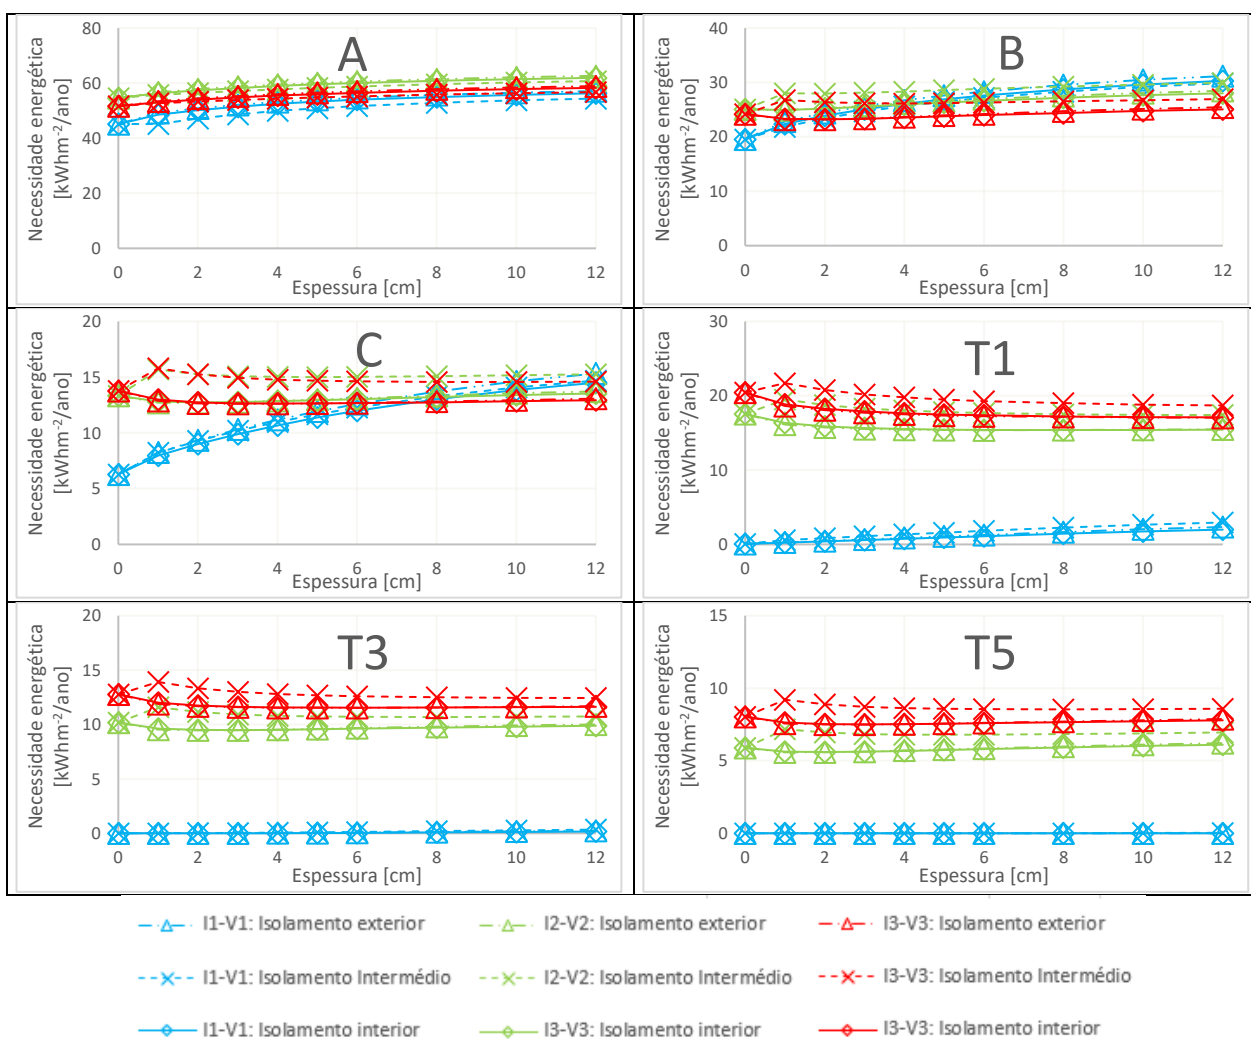 A
Necessidade energética
[kWhm⁻²/ano]
80
60
40
20
0
0 2 4 6 8 10 12
Espessura [cm]
B
Necessidade energética
[kWhm⁻²/ano]
40
30
20
10
0
0 2 4 6 8 10 12
Espessura [cm]
C
Necessidade energética
[kWhm⁻²/ano]
20
15
10
5
0
0 2 4 6 8 10 12
Espessura [cm]
T1
Necessidade energética
[kWhm⁻²/ano]
30
20
10
0
0 2 4 6 8 10 12
Espessura [cm]
T3
Necessidade energética
[kWhm⁻²/ano]
20
15
10
5
0
0 2 4 6 8 10 12
Espessura [cm]
T5
Necessidade energética
[kWhm⁻²/ano]
15
10
5
0
0 2 4 6 8 10 12
Espessura [cm]
I1-V1: Isolamento exterior
I2-V2: Isolamento exterior
I3-V3: Isolamento exterior
I1-V1: Isolamento Intermédio
I2-V2: Isolamento Intermédio
I3-V3: Isolamento Intermédio
I1-V1: Isolamento interior
I3-V3: Isolamento interior
I3-V3: Isolamento interior